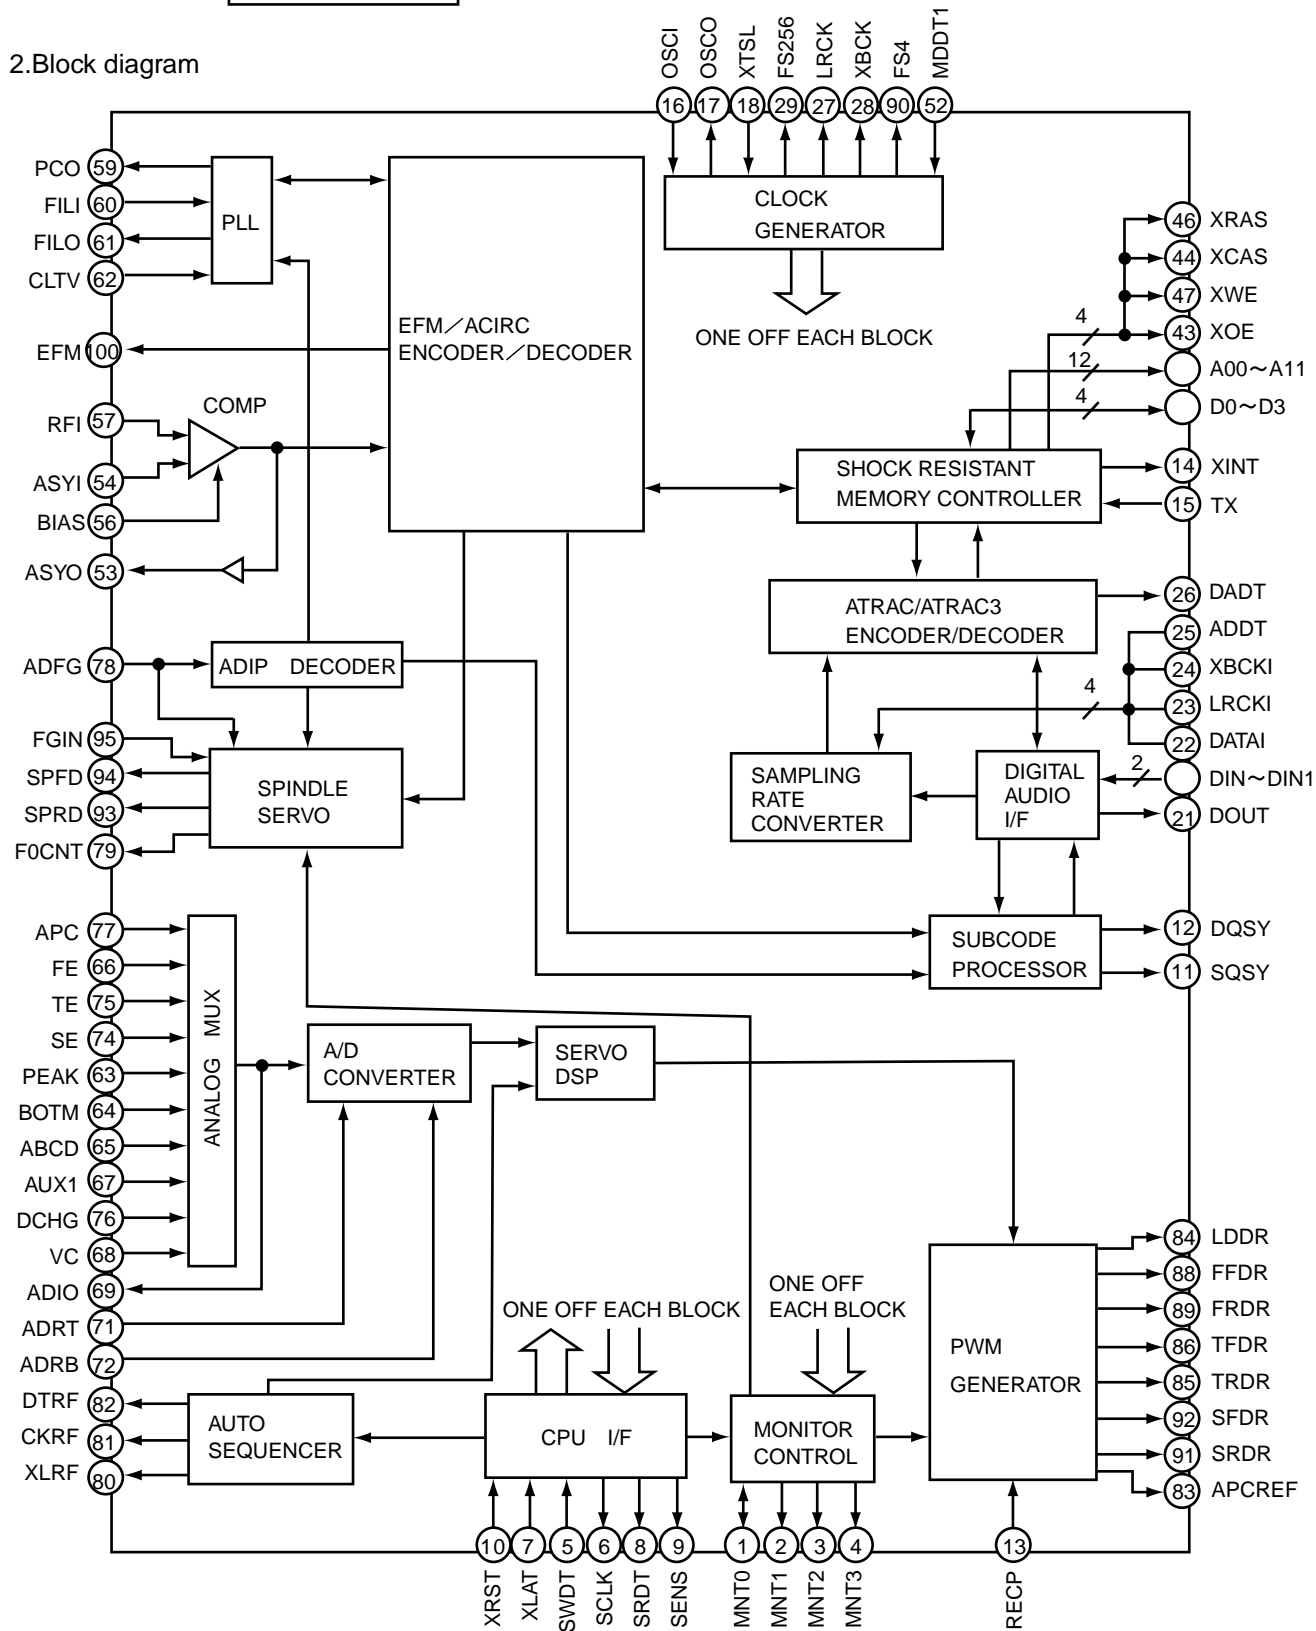 2.Block diagram
OSCI
OSCO
XTSL
FS256
LRCK
XBCK
FS4
MDDT1
16
17
18
29
27
28
90
52
PCO 59
FILI 60
FILO 61
CLTV 62
EFM 100
RFI 57
ASYI 54
BIAS 56
ASYO 53
ADFG 78
FGIN 95
SPFD 94
SPRD 93
F0CNT 79
APC 77
FE 66
TE 75
SE 74
PEAK 63
BOTM 64
ABCD 65
AUX1 67
DCHG 76
VC 68
ADIO 69
ADRT 71
ADRB 72
DTRF 82
CKRF 81
XLRF 80
PLL
COMP
EFM／ACIRC
ENCODER／DECODER
CLOCK
GENERATOR
ONE OFF EACH BLOCK
4
12
4
SHOCK RESISTANT
MEMORY CONTROLLER
ATRAC/ATRAC3
ENCODER/DECODER
4
2
ADIP DECODER
SPINDLE
SERVO
SAMPLING
RATE
CONVERTER
DIGITAL
AUDIO
I/F
SUBCODE
PROCESSOR
ANALOG MUX
A/D
CONVERTER
SERVO
DSP
ONE OFF EACH BLOCK
ONE OFF
EACH BLOCK
PWM
GENERATOR
AUTO
SEQUENCER
CPU I/F
MONITOR
CONTROL
46 XRAS
44 XCAS
47 XWE
43 XOE
A00～A11
D0～D3
14 XINT
15 TX
26 DADT
25 ADDT
24 XBCKI
23 LRCKI
22 DATAI
DIN～DIN1
21 DOUT
12 DQSY
11 SQSY
84 LDDR
88 FFDR
89 FRDR
86 TFDR
85 TRDR
92 SFDR
91 SRDR
83 APCREF
10
7
5
6
8
9
1
2
3
4
13
XRST
XLAT
SWDT
SCLK
SRDT
SENS
MNT0
MNT1
MNT2
MNT3
RECP